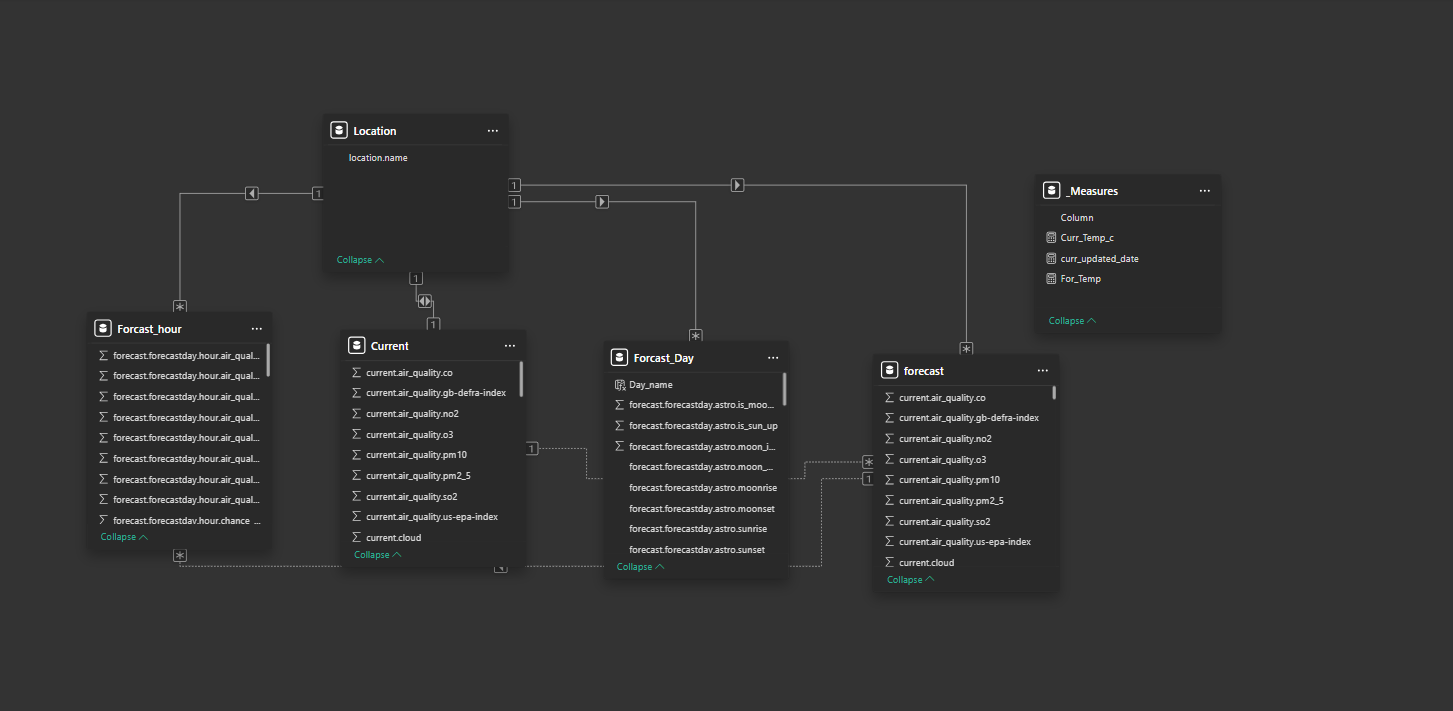 Location
location.name
Collapse
_Measures
Column
Curr_Temp_c
curr_updated_date
For_Temp
Collapse
1
1
1
1
1
*
*
*
Forcast_hour
forecast.forecastday.hour.air_qual...
forecast.forecastday.hour.air_qual...
forecast.forecastday.hour.air_qual...
forecast.forecastday.hour.air_qual...
forecast.forecastday.hour.air_qual...
forecast.forecastday.hour.air_qual...
forecast.forecastday.hour.air_qual...
forecast.forecastday.hour.air_qual...
forecast.forecastday.hour.chance_...
Collapse
*
Current
current.air_quality.co
current.air_quality.gb-defra-index
current.air_quality.no2
current.air_quality.o3
current.air_quality.pm10
current.air_quality.pm2_5
current.air_quality.so2
current.air_quality.us-epa-index
current.cloud
Collapse
1
Forcast_Day
Day_name
forecast.forecastday.astro.is_moo...
forecast.forecastday.astro.is_sun_up
forecast.forecastday.astro.moon_i...
forecast.forecastday.astro.moon_...
forecast.forecastday.astro.moonrise
forecast.forecastday.astro.moonset
forecast.forecastday.astro.sunrise
forecast.forecastday.astro.sunset
Collapse
*
1
forecast
current.air_quality.co
current.air_quality.gb-defra-index
current.air_quality.no2
current.air_quality.o3
current.air_quality.pm10
current.air_quality.pm2_5
current.air_quality.so2
current.air_quality.us-epa-index
current.cloud
Collapse